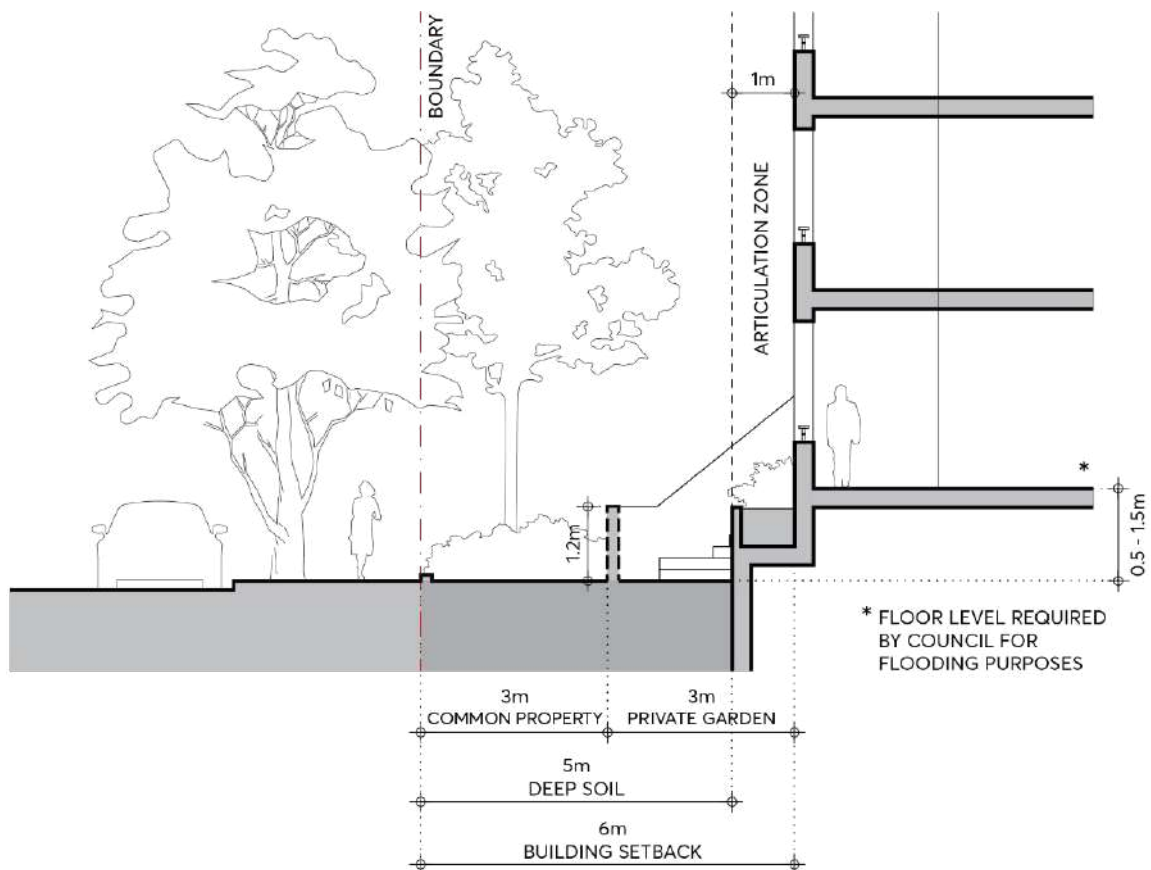 BOUNDARY
1m
ARTICULATION ZONE
*
1.2m
0.5 - 1.5m
* FLOOR LEVEL REQUIRED
BY COUNCIL FOR
FLOODING PURPOSES
3m
COMMON PROPERTY
3m
PRIVATE GARDEN
5m
DEEP SOIL
6m
BUILDING SETBACK